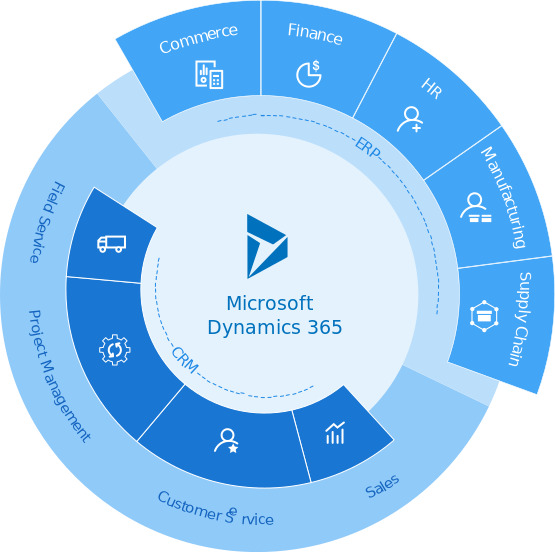 Commerce
Finance
HR
Manufacturing
Supply Chain
ERP
$
Microsoft
Dynamics 365
CRM
Field Service
Project Management
Customer Service
Sales